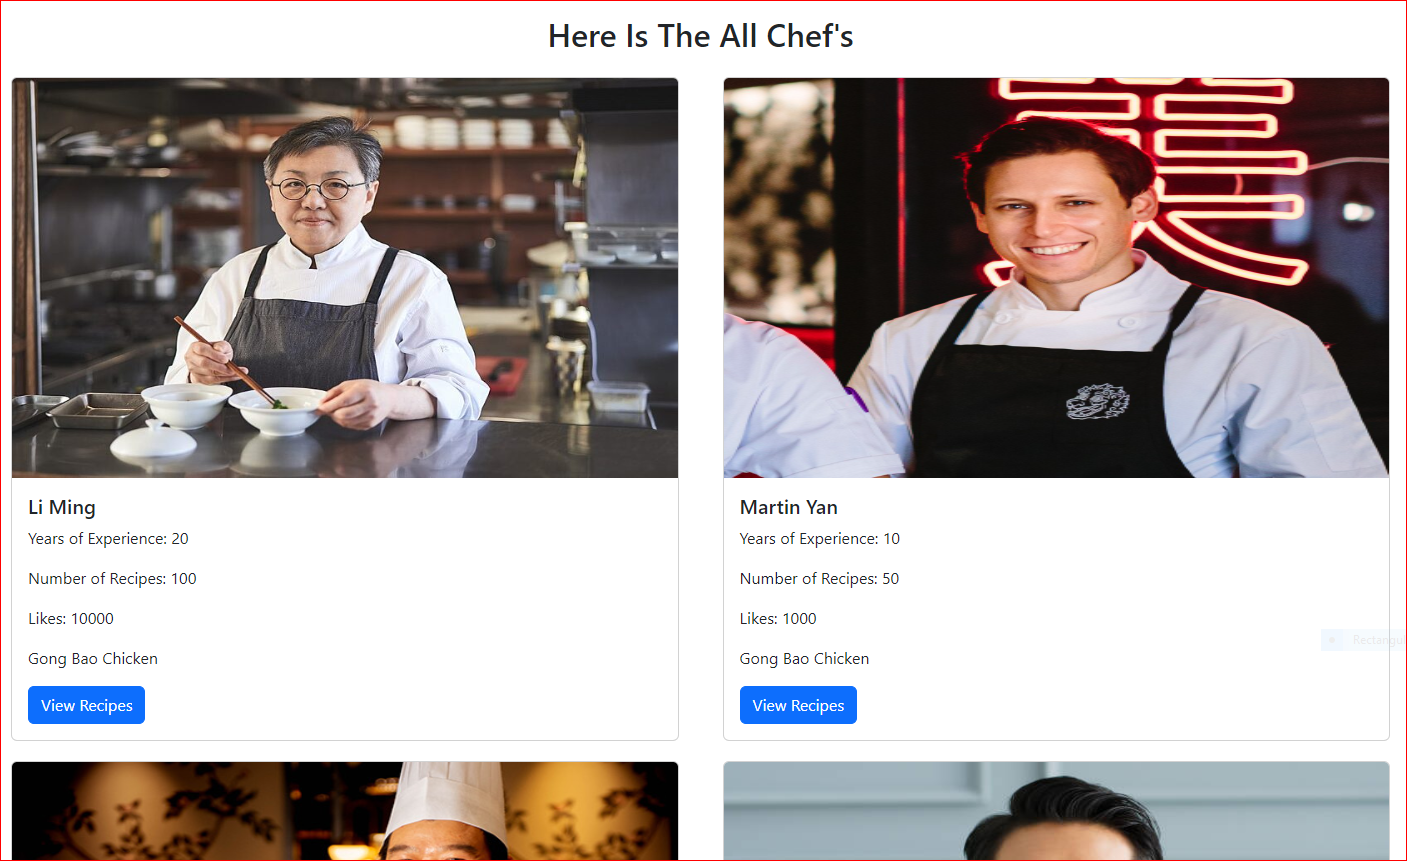 Here Is The All Chef's
Li Ming
Years of Experience: 20
Number of Recipes: 100
Likes: 10000
Gong Bao Chicken
View Recipes
Martin Yan
Years of Experience: 10
Number of Recipes: 50
Likes: 1000
Gong Bao Chicken
View Recipes